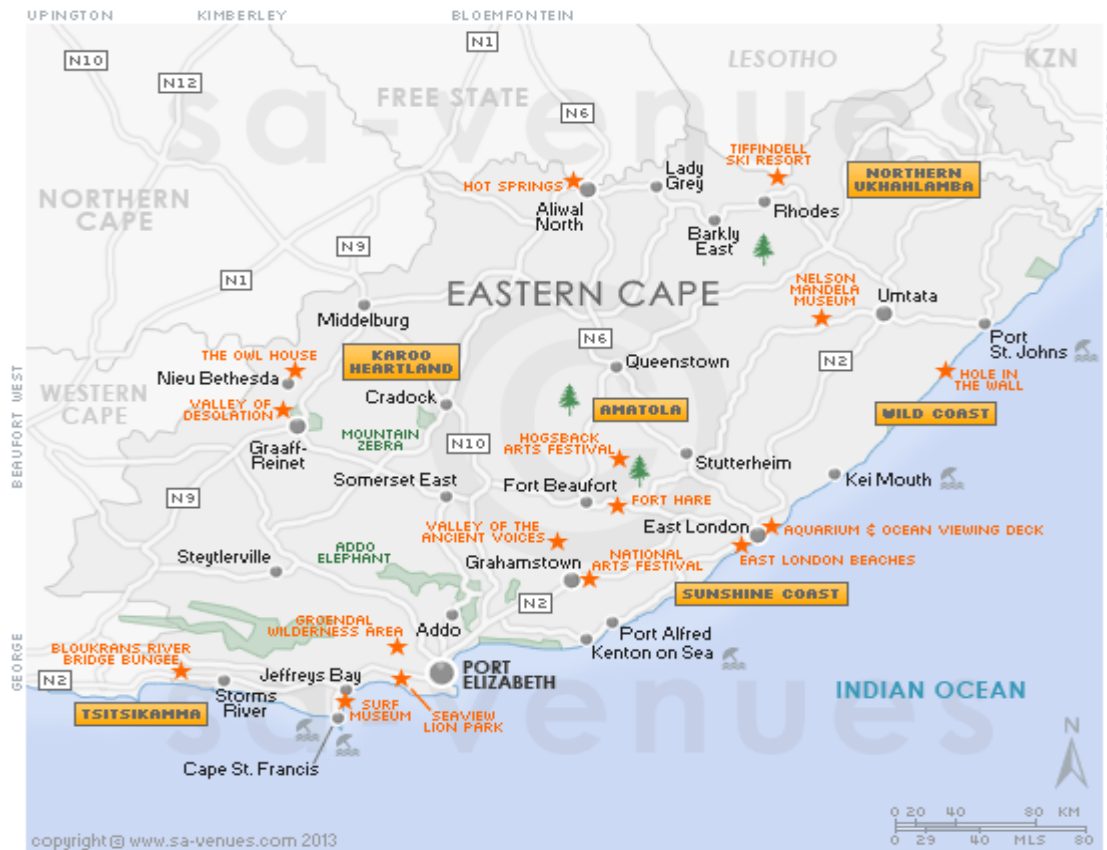 UPINGTON
KIMBERLEY
BLOEMFONTEIN
N1
N10
N12
LESOTHO
KZN
sa-venues
FREE STATE
N6
TIFFINDELL
SKI RESORT
NORTHERN
UKHAHLAMBA
HOT SPRINGS
Lady
Grey
Aliwal
North
Rhodes
NORTHERN
CAPE
Barkly
East
N9
N1
EASTERN CAPE
NELSON
MANDELA
MUSEUM
Umtata
Middelburg
Port
St. Johns
N6
THE OWL HOUSE
KAROO
HEARTLAND
Queenstown
N2
Nieu Bethesda
HOLE IN
THE WALL
BEAUFORT WEST
WESTERN
CAPE
VALLEY OF
DESOLATION
Cradock
AMATOLA
WILD COAST
Graaff-
Reinet
MOUNTAIN
ZEBRA
N10
HOGSBACK
ARTS FESTIVAL
Stutterheim
Somerset East
Fort Beaufort
Kei Mouth
N9
FORT HARE
VALLEY OF THE
ANCIENT VOICES
East London
AQUARIUM & OCEAN VIEWING DECK
Steytlerville
ADDO
ELEPHANT
Grahamstown
NATIONAL
ARTS FESTIVAL
EAST LONDON BEACHES
SUNSHINE COAST
N2
GROENDAL
WILDERNESS AREA
Addo
Port Alfred
Kenton on Sea
GEORGE
BLOUKRANS RIVER
BRIDGE BUNGEE
N2
Jeffreys Bay
PORT
ELIZABETH
Storms
River
INDIAN OCEAN
TSITSIKAMMA
SURF
MUSEUM
SEAVIEW
LION PARK
sa-venues
N
Cape St. Francis
0 20 40 80 KM
0 29 40 MLS 80
copyright © www.sa-venues.com 2013